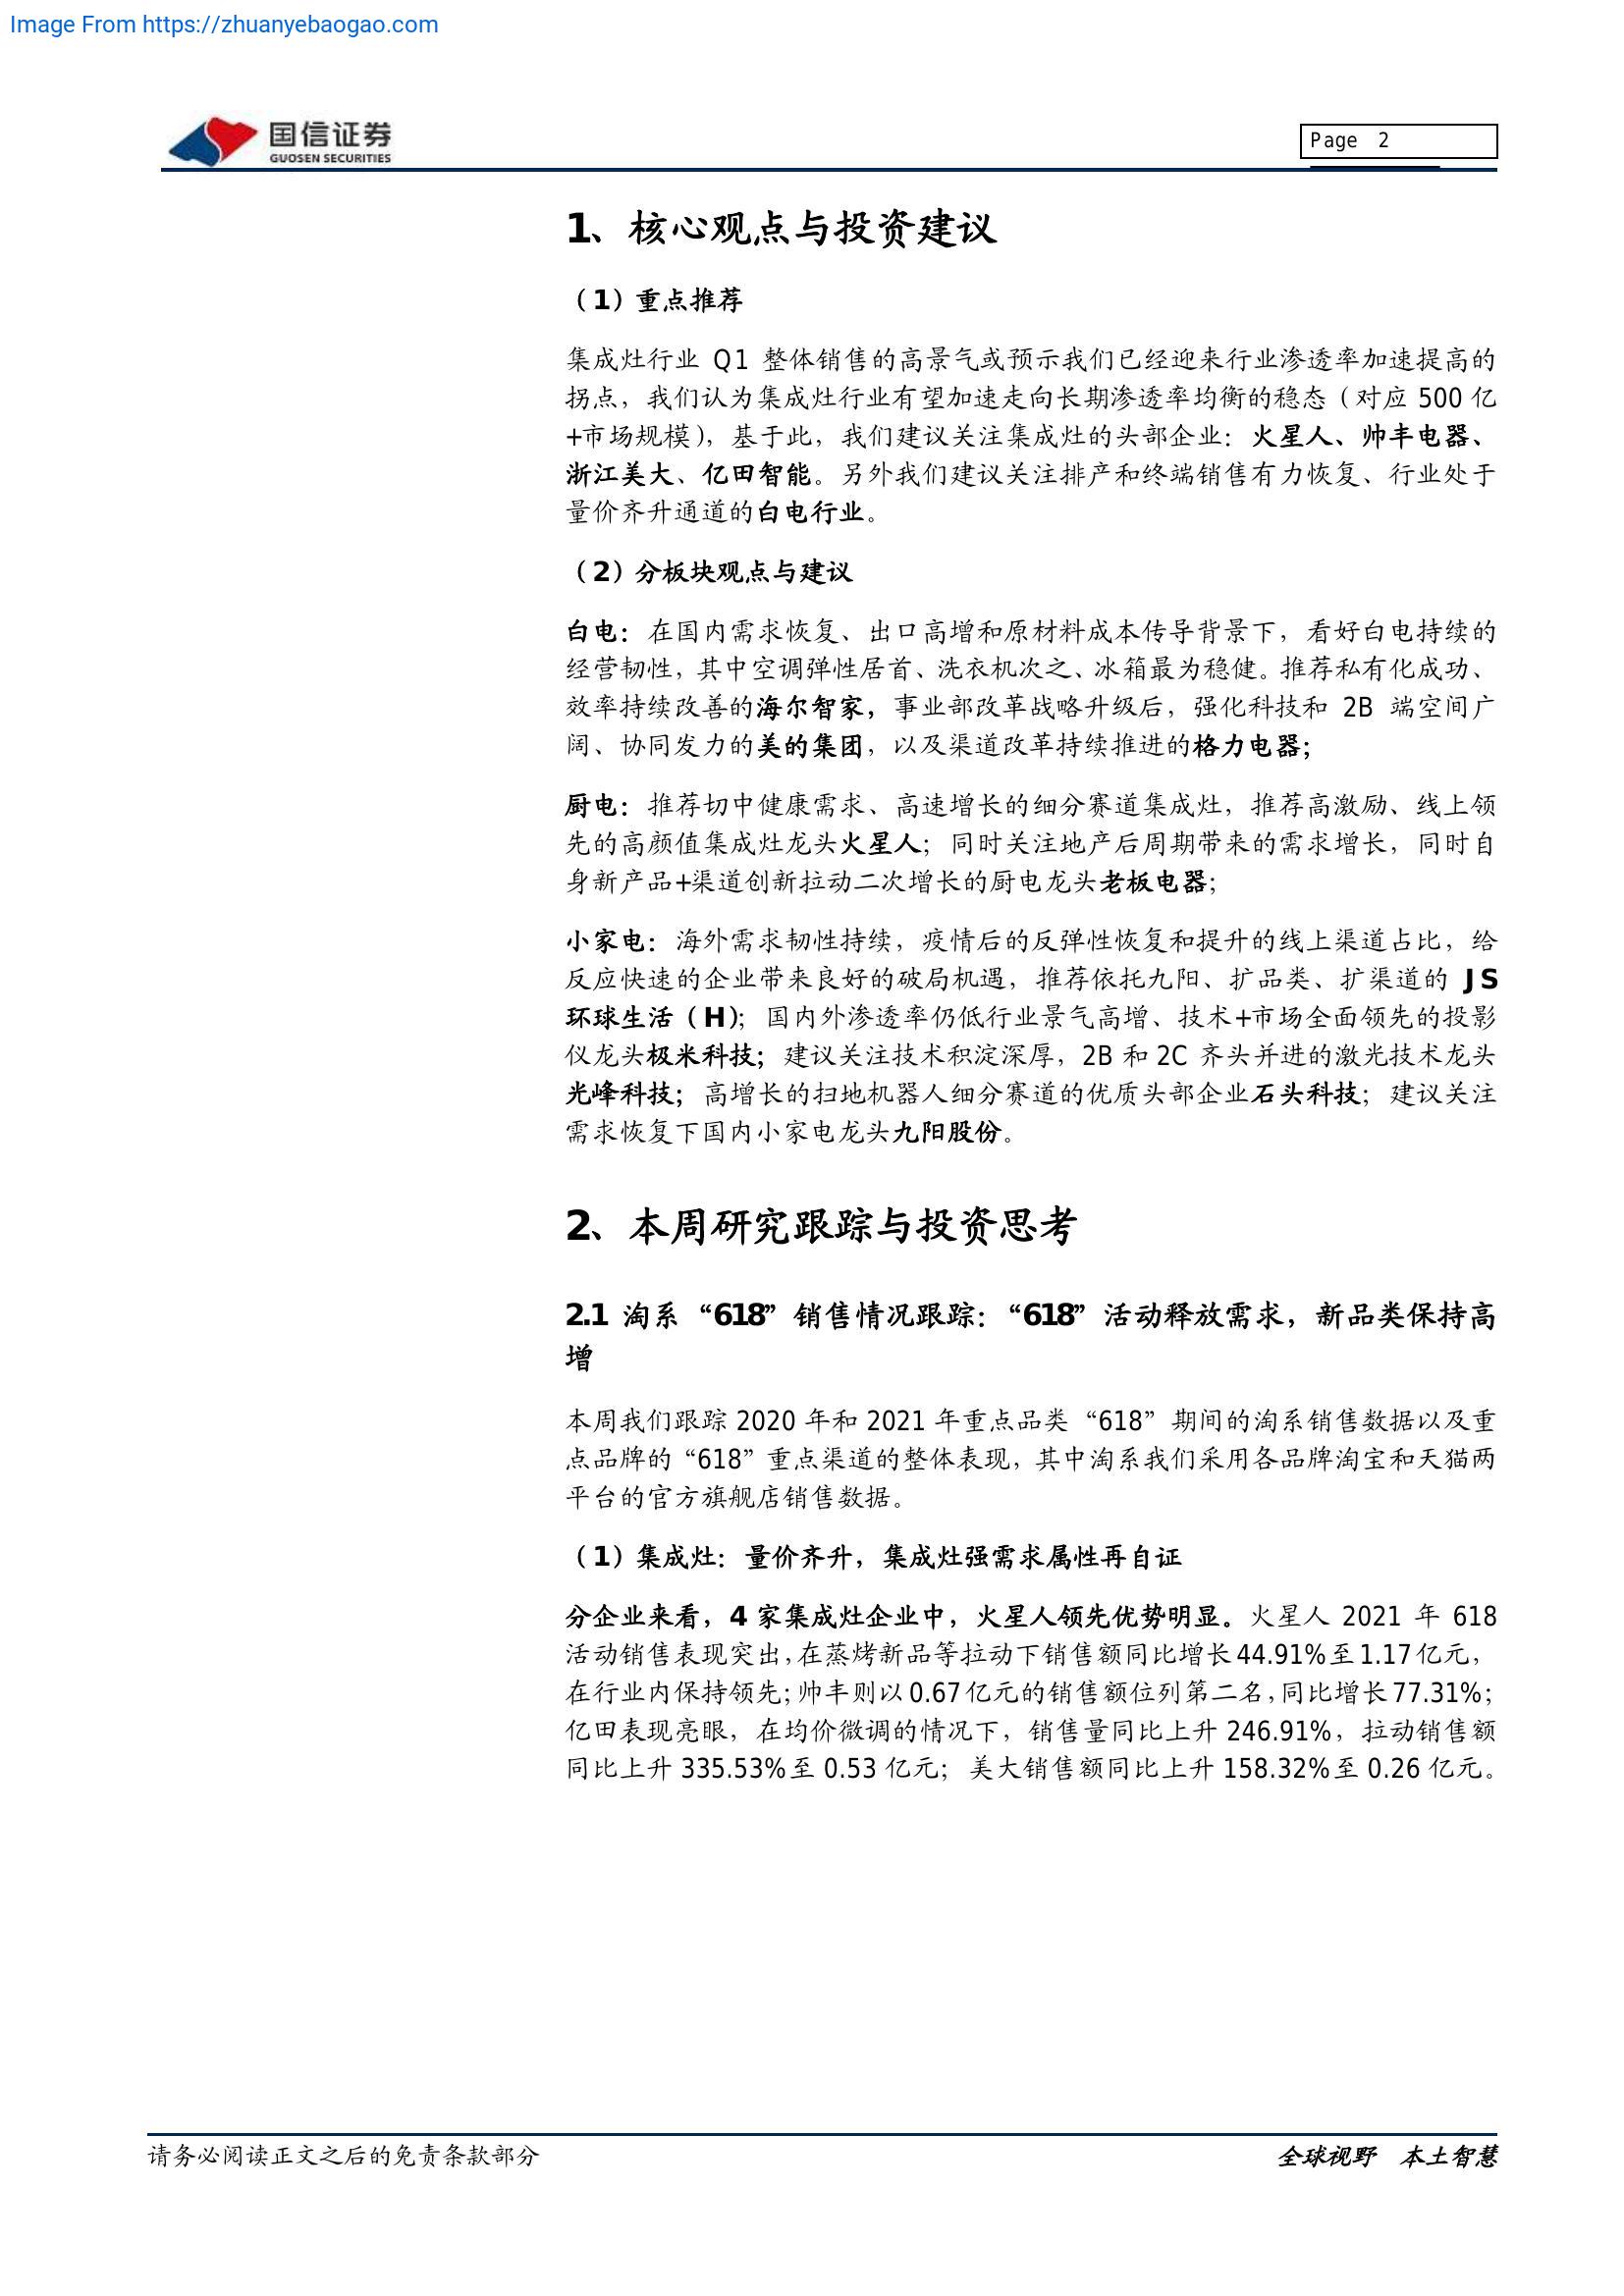 Image From https://zhuanyebaogao.com
国信证券
GUOSEN SECURITIES
Page 2
1、核心观点与投资建议
（1）重点推荐
集成灶行业 Q1 整体销售的高景气或预示我们已经迎来行业渗透率加速提高的
拐点，我们认为集成灶行业有望加速走向长期渗透率均衡的稳态（对应 500 亿
+市场规模），基于此，我们建议关注集成灶的头部企业：火星人、帅丰电器、
浙江美大、亿田智能。另外我们建议关注排产和终端销售有力恢复、行业处于
量价齐升通道的白电行业。
（2）分板块观点与建议
白电：在国内需求恢复、出口高增和原材料成本传导背景下，看好白电持续的
经营韧性，其中空调弹性居首、洗衣机次之、冰箱最为稳健。推荐私有化成功、
效率持续改善的海尔智家，事业部改革战略升级后，强化科技和 2B 端空间广
阔、协同发力的美的集团，以及渠道改革持续推进的格力电器；
厨电：推荐切中健康需求、高速增长的细分赛道集成灶，推荐高激励、线上领
先的高颜值集成灶龙头火星人；同时关注地产后周期带来的需求增长，同时自
身新产品+渠道创新拉动二次增长的厨电龙头老板电器；
小家电：海外需求韧性持续，疫情后的反弹性恢复和提升的线上渠道占比，给
反应快速的企业带来良好的破局机遇，推荐依托九阳、扩品类、扩渠道的 JS
环球生活（H）；国内外渗透率仍低行业景气高增、技术+市场全面领先的投影
仪龙头极米科技；建议关注技术积淀深厚，2B 和 2C 齐头并进的激光技术龙头
光峰科技；高增长的扫地机器人细分赛道的优质头部企业石头科技；建议关注
需求恢复下国内小家电龙头九阳股份。
2、本周研究跟踪与投资思考
2.1 淘系“618”销售情况跟踪：“618”活动释放需求，新品类保持高
增
本周我们跟踪 2020 年和 2021 年重点品类“618”期间的淘系销售数据以及重
点品牌的“618”重点渠道的整体表现，其中淘系我们采用各品牌淘宝和天猫两
平台的官方旗舰店销售数据。
（1）集成灶：量价齐升，集成灶强需求属性再自证
分企业来看，4 家集成灶企业中，火星人领先优势明显。火星人 2021 年 618
活动销售表现突出，在蒸烤新品等拉动下销售额同比增长 44.91%至 1.17 亿元，
在行业内保持领先；帅丰则以 0.67 亿元的销售额位列第二名，同比增长 77.31%；
亿田表现亮眼，在均价微调的情况下，销售量同比上升 246.91%，拉动销售额
同比上升 335.53%至 0.53 亿元；美大销售额同比上升 158.32%至 0.26 亿元。
请务必阅读正文之后的免责条款部分
全球视野 本土智慧